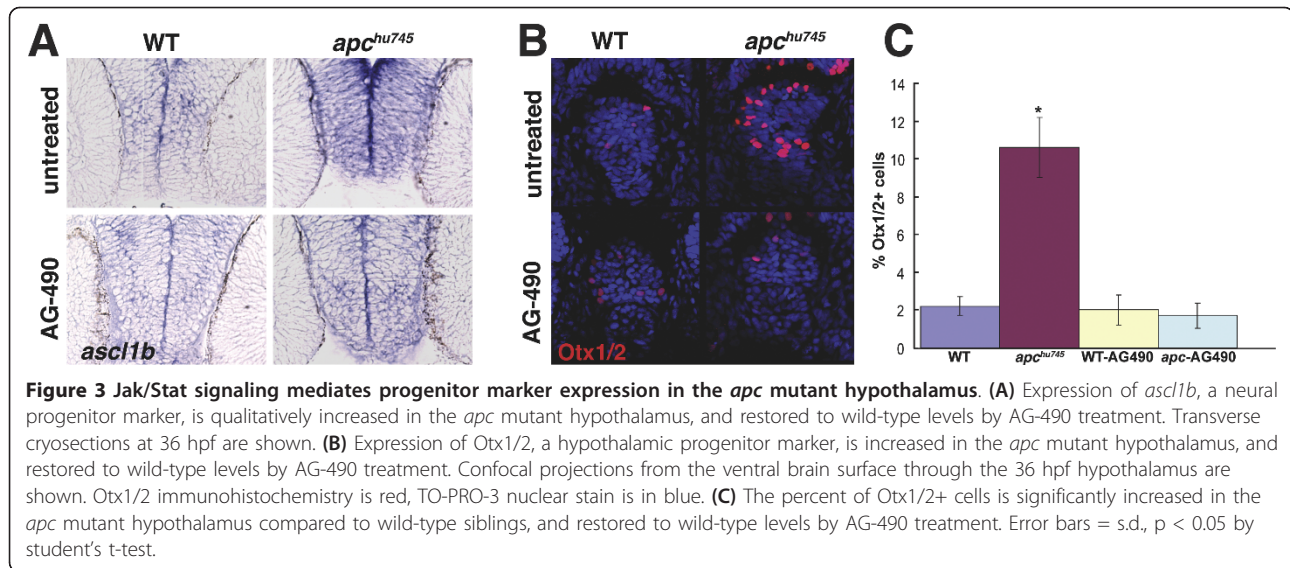 A
WT
apc^hu745
untreated
AG-490
ascl1b
B
WT
apc^hu745
untreated
AG-490
Otx1/2
C
% Otx1/2+ cells
14
12
10
8
6
4
2
0
*
WT
apc^hu745
WT-AG490
apc-AG490
Figure 3 Jak/Stat signaling mediates progenitor marker expression in the apc mutant hypothalamus. (A) Expression of ascl1b, a neural
progenitor marker, is qualitatively increased in the apc mutant hypothalamus, and restored to wild-type levels by AG-490 treatment. Transverse
cryosections at 36 hpf are shown. (B) Expression of Otx1/2, a hypothalamic progenitor marker, is increased in the apc mutant hypothalamus, and
restored to wild-type levels by AG-490 treatment. Confocal projections from the ventral brain surface through the 36 hpf hypothalamus are
shown. Otx1/2 immunohistochemistry is red, TO-PRO-3 nuclear stain is in blue. (C) The percent of Otx1/2+ cells is significantly increased in the
apc mutant hypothalamus compared to wild-type siblings, and restored to wild-type levels by AG-490 treatment. Error bars = s.d., p < 0.05 by
student's t-test.